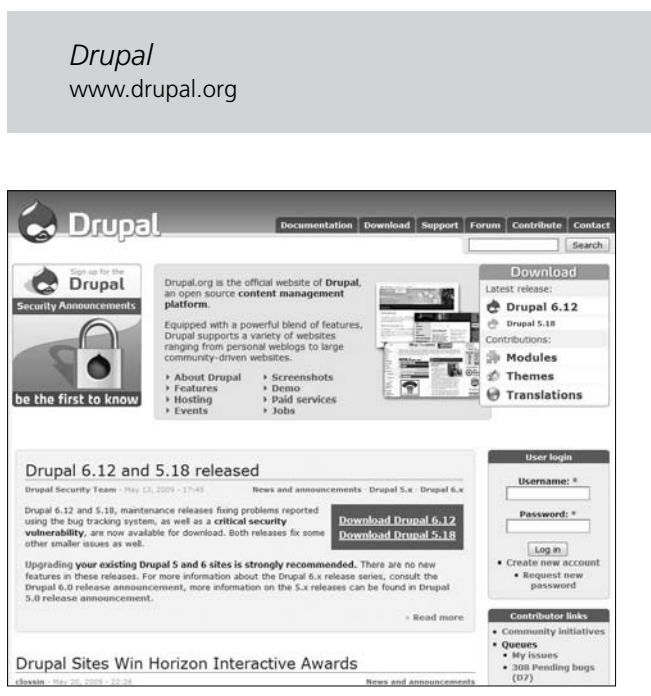 Drupal
www.drupal.org
Drupal
Documentation Download Support Forum Contribute Contact
Search
Sign up for the
Drupal
Security Announcements
be the first to know
Drupal.org is the official website of Drupal,
an open source content management
platform.
Equipped with a powerful blend of features,
Drupal supports a variety of websites
ranging from personal weblogs to large
community-driven websites.
About Drupal
Features
Hosting
Events
Screenshots
Demo
Paid services
Jobs
Download
Latest release:
Drupal 6.12
Drupal 5.18
Contributions:
Modules
Themes
Translations
Drupal 6.12 and 5.18 released
Drupal Security Team - May 13, 2009 - 17:45
News and announcements · Drupal 5.x · Drupal 6.x
Drupal 6.12 and 5.18, maintenance releases fixing problems reported
using the bug tracking system, as well as a critical security
vulnerability, are now available for download. Both releases fix some
other smaller issues as well.
Download Drupal 6.12
Download Drupal 5.18
Upgrading your existing Drupal 5 and 6 sites is strongly recommended. There are no new
features in these releases. For more information about the Drupal 6.x release series, consult the
Drupal 6.0 release announcement, more information on the 5.x releases can be found in Drupal
5.0 release announcement.
» Read more
Drupal Sites Win Horizon Interactive Awards
clossin - May 20, 2009 - 22:26
News and announcements
User login
Username: *
Password: *
Log in
• Create new account
• Request new
password
Contributor links
• Community initiatives
• Queues
• My issues
• 308 Pending bugs
(D7)